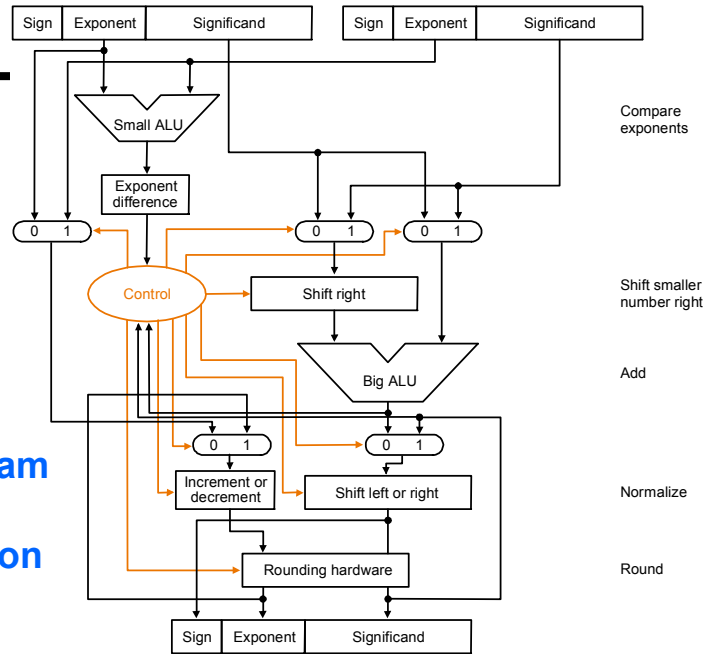 Sign Exponent Significand Sign Exponent Significand
Compare
exponents
Small ALU
Exponent
difference
0 1 0 1 0 1
Control
Shift right
Shift smaller
number right
Big ALU
Add
0 1 0 1
am
Increment or
decrement
Shift left or right
Normalize
on
Rounding hardware
Round
Sign Exponent Significand